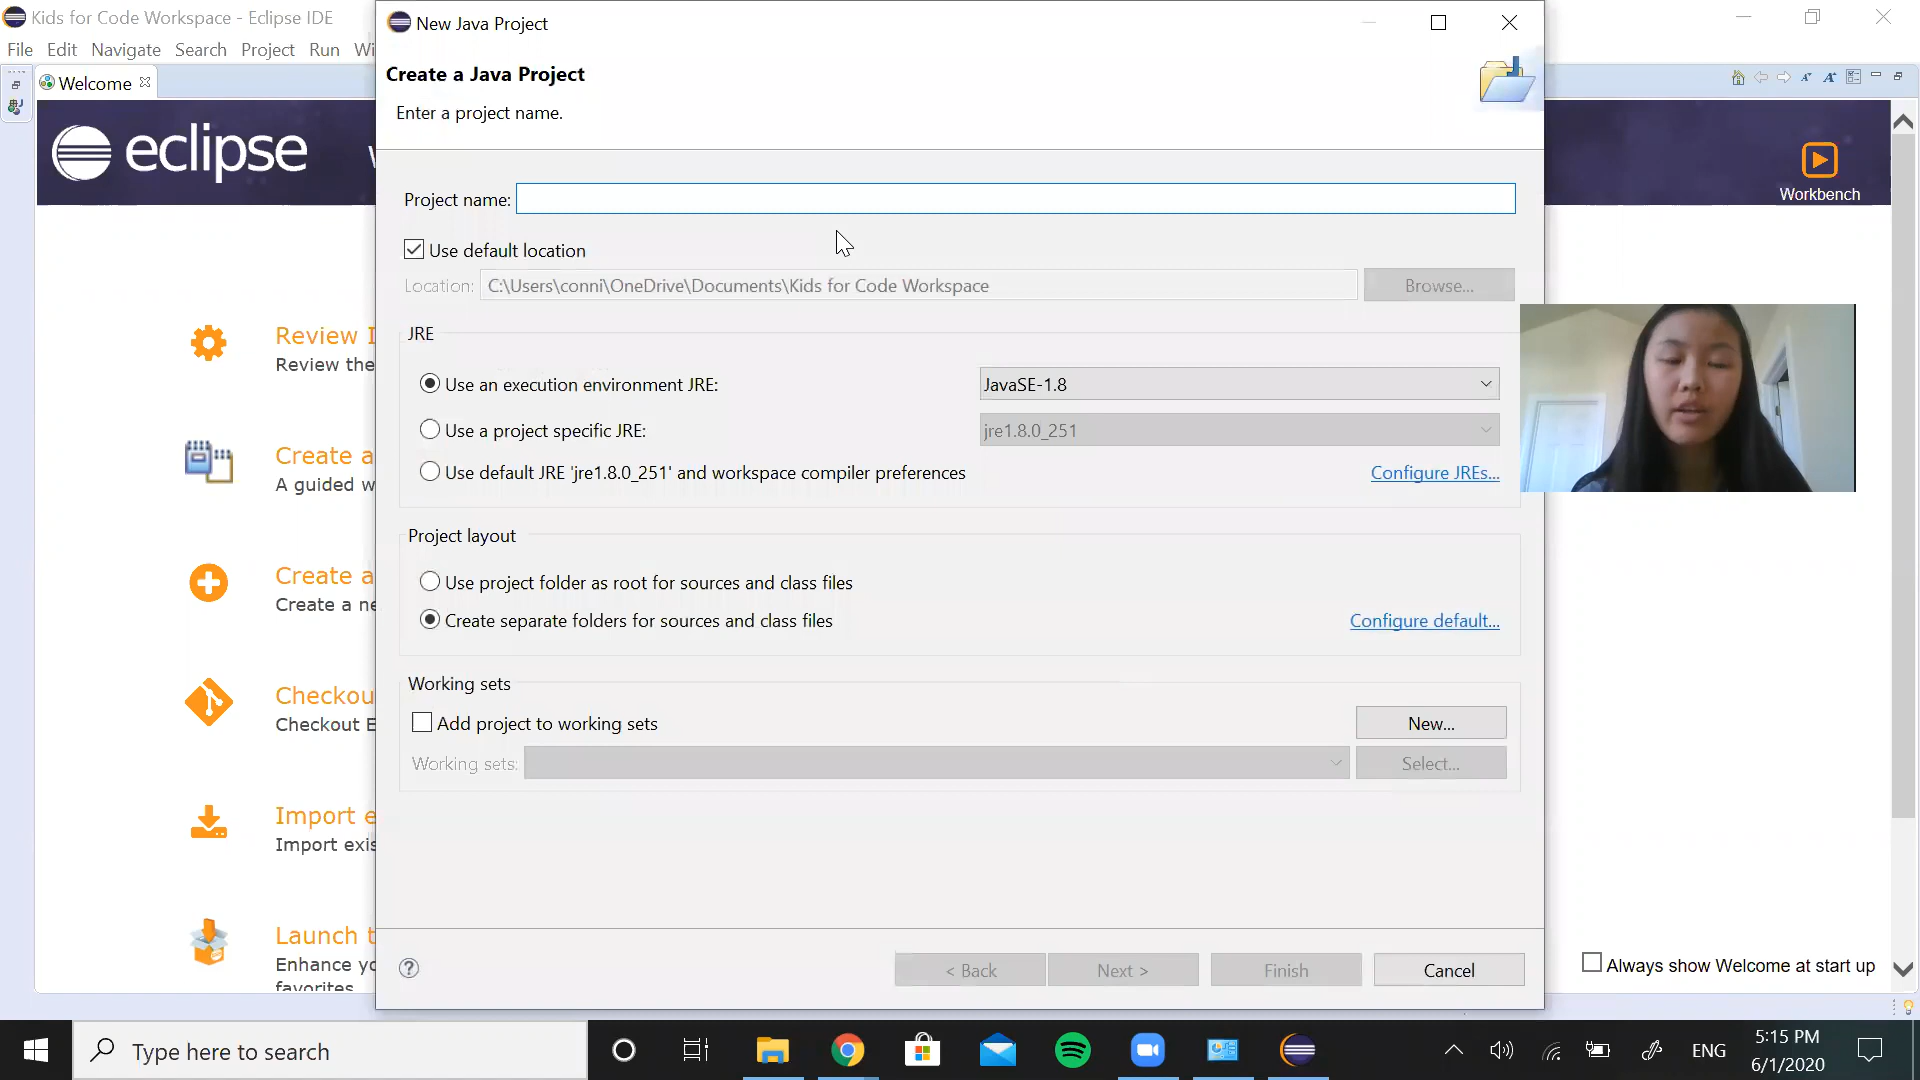 Kids for Code Workspace - Eclipse IDE
File Edit Navigate Search Project Run Wi
Welcome
eclipse
Workbench
Review I
Review the
Create a
A guided w
Create a
Create a ne
Checkou
Checkout E
Import e
Import exis
Launch t
Enhance yo
favorites
New Java Project
Create a Java Project
Enter a project name.
Project name:
Use default location
Location: C:\Users\conni\OneDrive\Documents\Kids for Code Workspace Browse...
JRE
Use an execution environment JRE: JavaSE-1.8
Use a project specific JRE: jre1.8.0_251
Use default JRE 'jre1.8.0_251' and workspace compiler preferences Configure JREs...
Project layout
Use project folder as root for sources and class files
Create separate folders for sources and class files Configure default...
Working sets
Add project to working sets New...
Working sets: Select...
< Back Next > Finish Cancel
Always show Welcome at start up
Type here to search
ENG
5:15 PM
6/1/2020